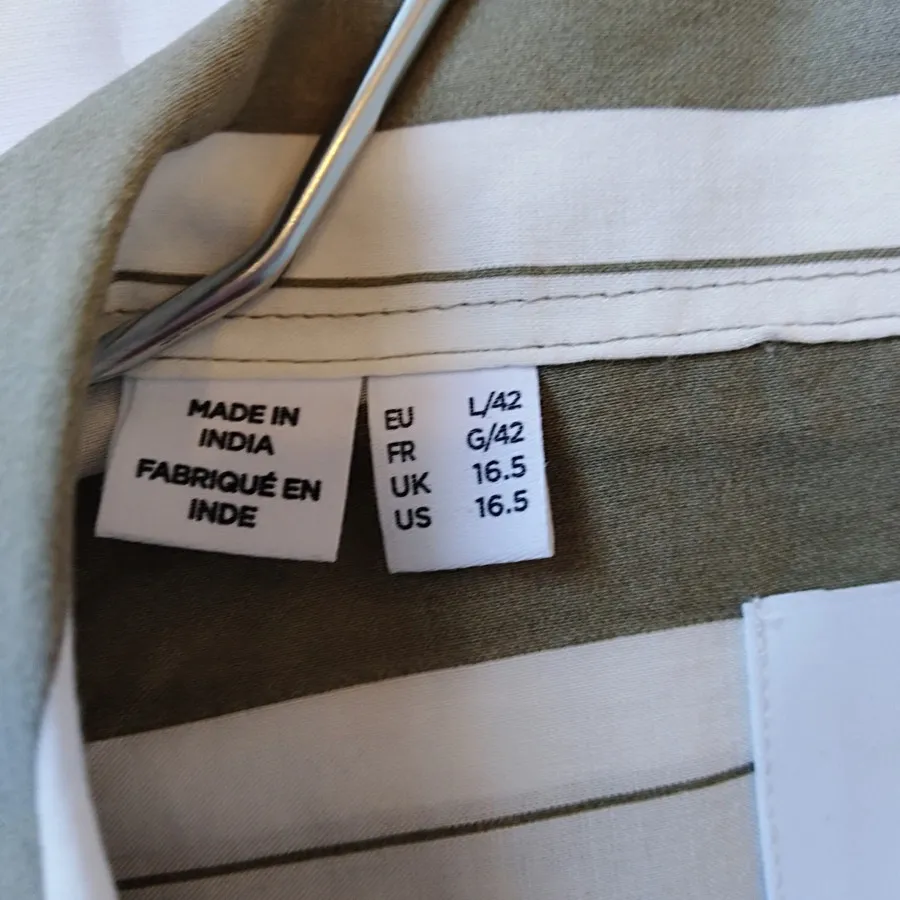 MADE IN
INDIA
FABRIQUÉ EN
INDE
EU L/42
FR G/42
UK 16.5
US 16.5